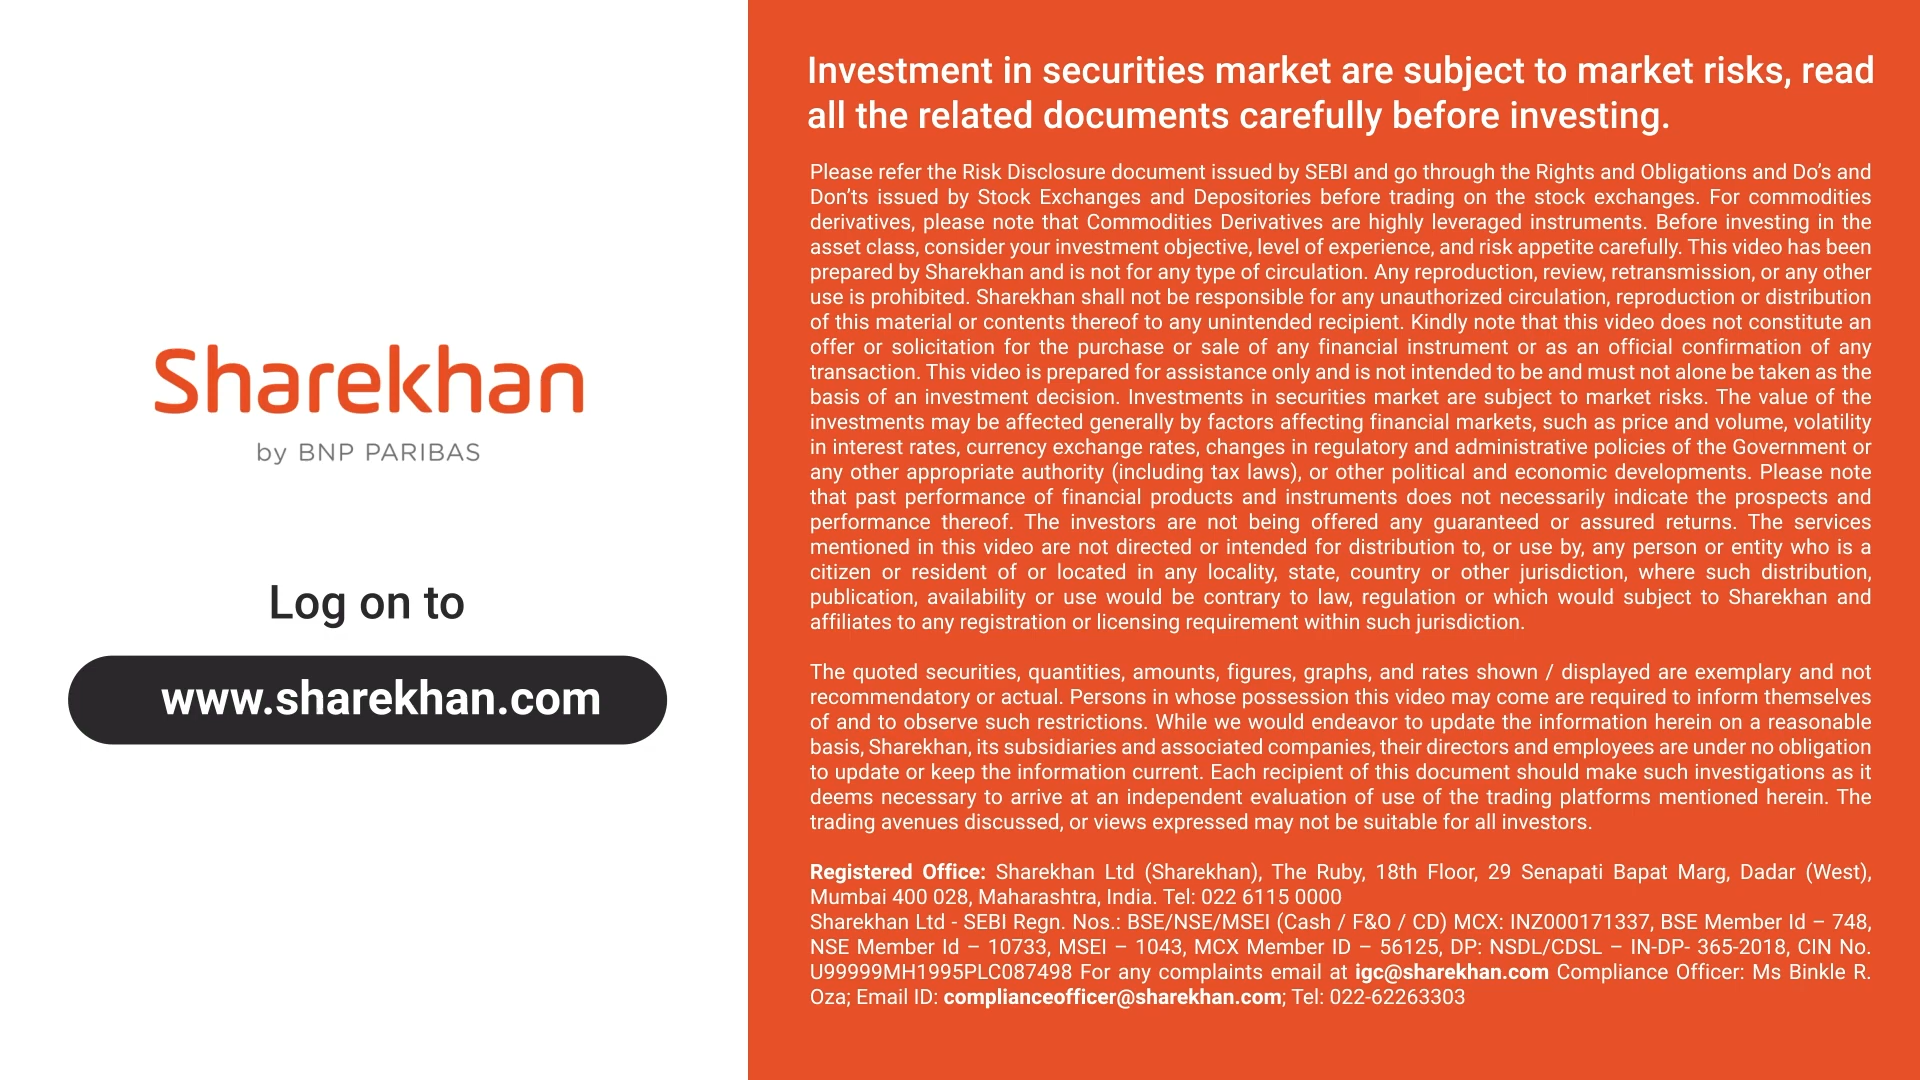 Sharekhan
by BNP PARIBAS
Log on to
www.sharekhan.com
Investment in securities market are subject to market risks, read
all the related documents carefully before investing.
Please refer the Risk Disclosure document issued by SEBI and go through the Rights and Obligations and Do’s and
Don’ts issued by Stock Exchanges and Depositories before trading on the stock exchanges. For commodities
derivatives, please note that Commodities Derivatives are highly leveraged instruments. Before investing in the
asset class, consider your investment objective, level of experience, and risk appetite carefully. This video has been
prepared by Sharekhan and is not for any type of circulation. Any reproduction, review, retransmission, or any other
use is prohibited. Sharekhan shall not be responsible for any unauthorized circulation, reproduction or distribution
of this material or contents thereof to any unintended recipient. Kindly note that this video does not constitute an
offer or solicitation for the purchase or sale of any financial instrument or as an official confirmation of any
transaction. This video is prepared for assistance only and is not intended to be and must not alone be taken as the
basis of an investment decision. Investments in securities market are subject to market risks. The value of the
investments may be affected generally by factors affecting financial markets, such as price and volume, volatility
in interest rates, currency exchange rates, changes in regulatory and administrative policies of the Government or
any other appropriate authority (including tax laws), or other political and economic developments. Please note
that past performance of financial products and instruments does not necessarily indicate the prospects and
performance thereof. The investors are not being offered any guaranteed or assured returns. The services
mentioned in this video are not directed or intended for distribution to, or use by, any person or entity who is a
citizen or resident of or located in any locality, state, country or other jurisdiction, where such distribution,
publication, availability or use would be contrary to law, regulation or which would subject to Sharekhan and
affiliates to any registration or licensing requirement within such jurisdiction.
The quoted securities, quantities, amounts, figures, graphs, and rates shown / displayed are exemplary and not
recommendatory or actual. Persons in whose possession this video may come are required to inform themselves
of and to observe such restrictions. While we would endeavor to update the information herein on a reasonable
basis, Sharekhan, its subsidiaries and associated companies, their directors and employees are under no obligation
to update or keep the information current. Each recipient of this document should make such investigations as it
deems necessary to arrive at an independent evaluation of use of the trading platforms mentioned herein. The
trading avenues discussed, or views expressed may not be suitable for all investors.
Registered Office: Sharekhan Ltd (Sharekhan), The Ruby, 18th Floor, 29 Senapati Bapat Marg, Dadar (West),
Mumbai 400 028, Maharashtra, India. Tel: 022 6115 0000
Sharekhan Ltd - SEBI Regn. Nos.: BSE/NSE/MSEI (Cash / F&O / CD) MCX: INZ000171337, BSE Member Id – 748,
NSE Member Id – 10733, MSEI – 1043, MCX Member ID – 56125, DP: NSDL/CDSL – IN-DP- 365-2018, CIN No.
U99999MH1995PLC087498 For any complaints email at igc@sharekhan.com Compliance Officer: Ms Binkle R.
Oza; Email ID: complianceofficer@sharekhan.com; Tel: 022-62263303